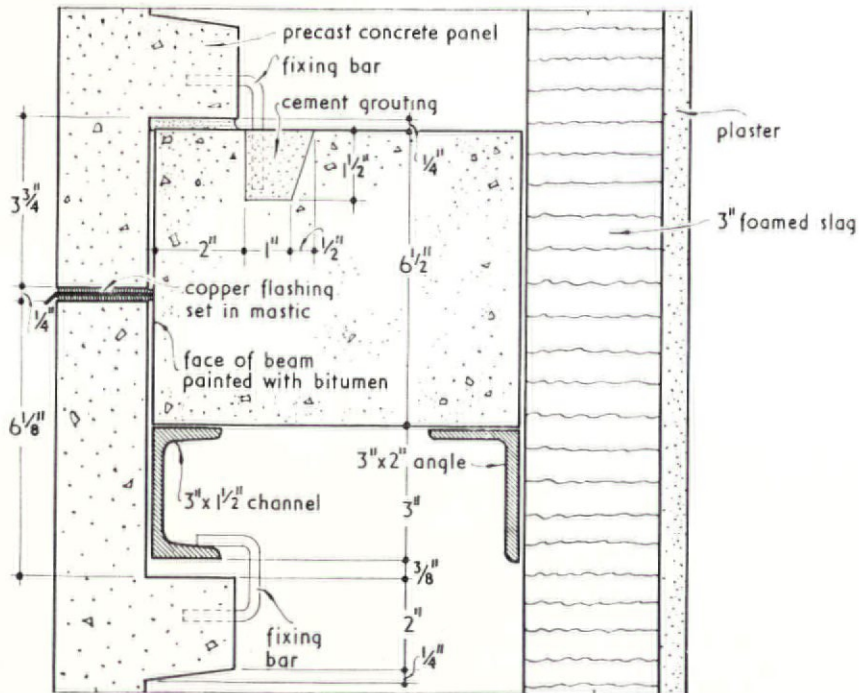 precast concrete panel
fixing bar
cement grouting
plaster
1½"
¼"
3¾"
3" foamed slag
2"
1"
½"
6½"
copper flashing
set in mastic
¼"
face of beam
painted with bitumen
6⅛"
3"x2" angle
3"x1½" channel
3"
⅜"
2"
fixing
bar
¼"